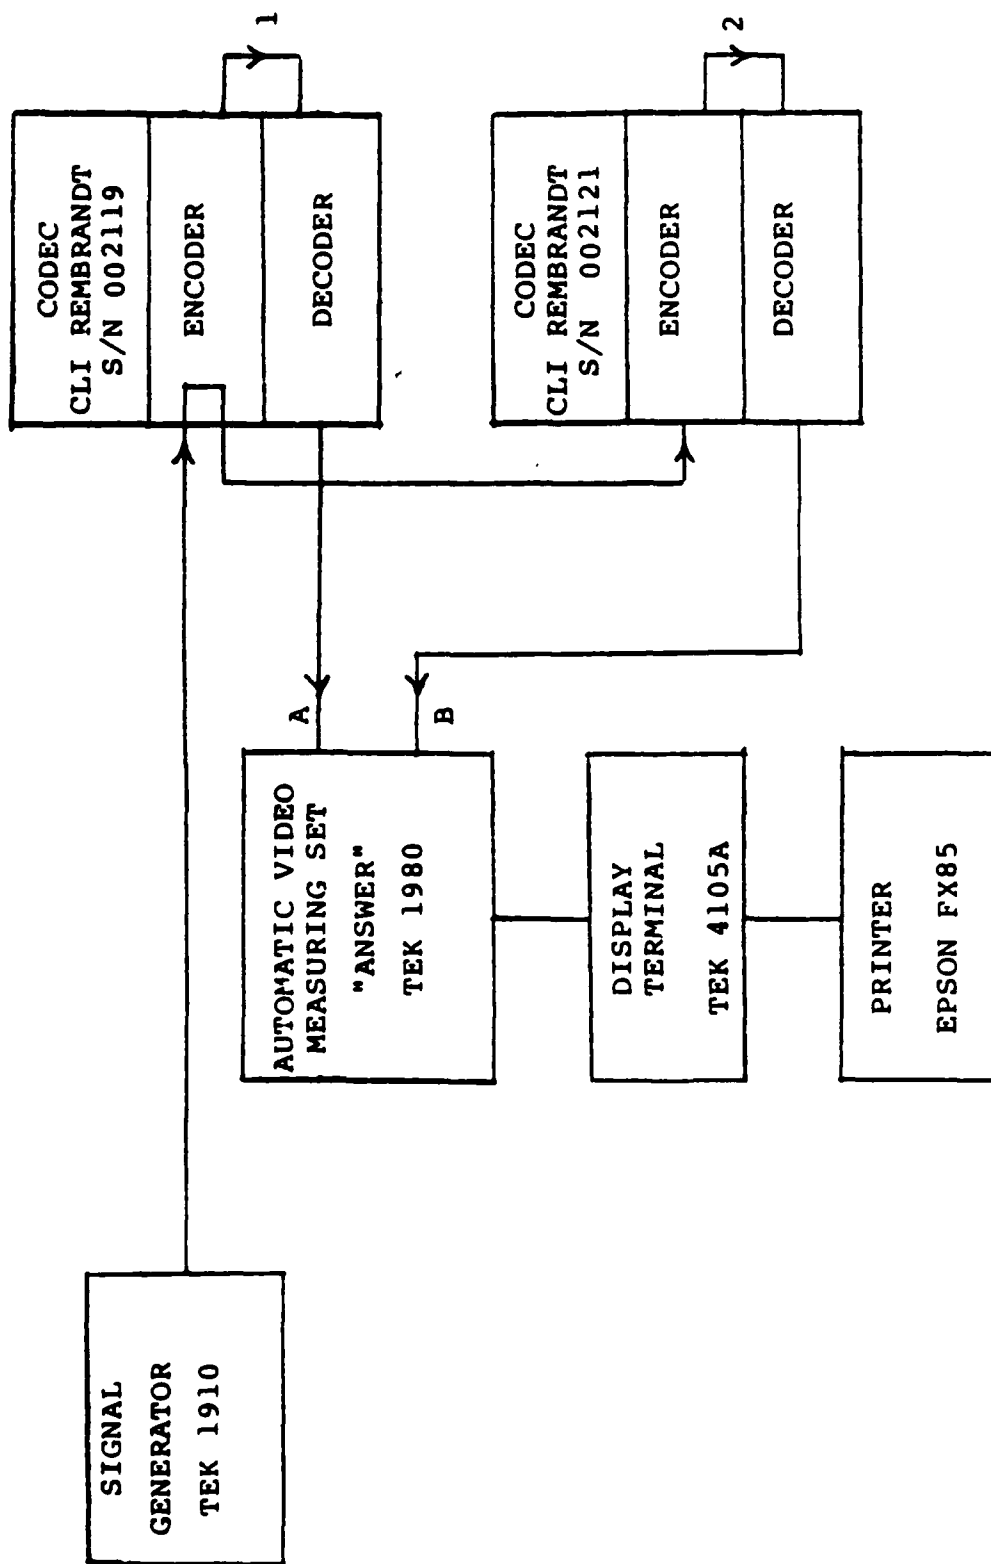 SIGNAL
GENERATOR
TEK 1910
AUTOMATIC VIDEO
MEASURING SET
"ANSWER"
TEK 1980
A
B
DISPLAY
TERMINAL
TEK 4105A
PRINTER
EPSON FX85
CODEC
CLI REMBRANDT
S/N 002119
ENCODER
DECODER
1
CODEC
CLI REMBRANDT
S/N 002121
ENCODER
DECODER
2